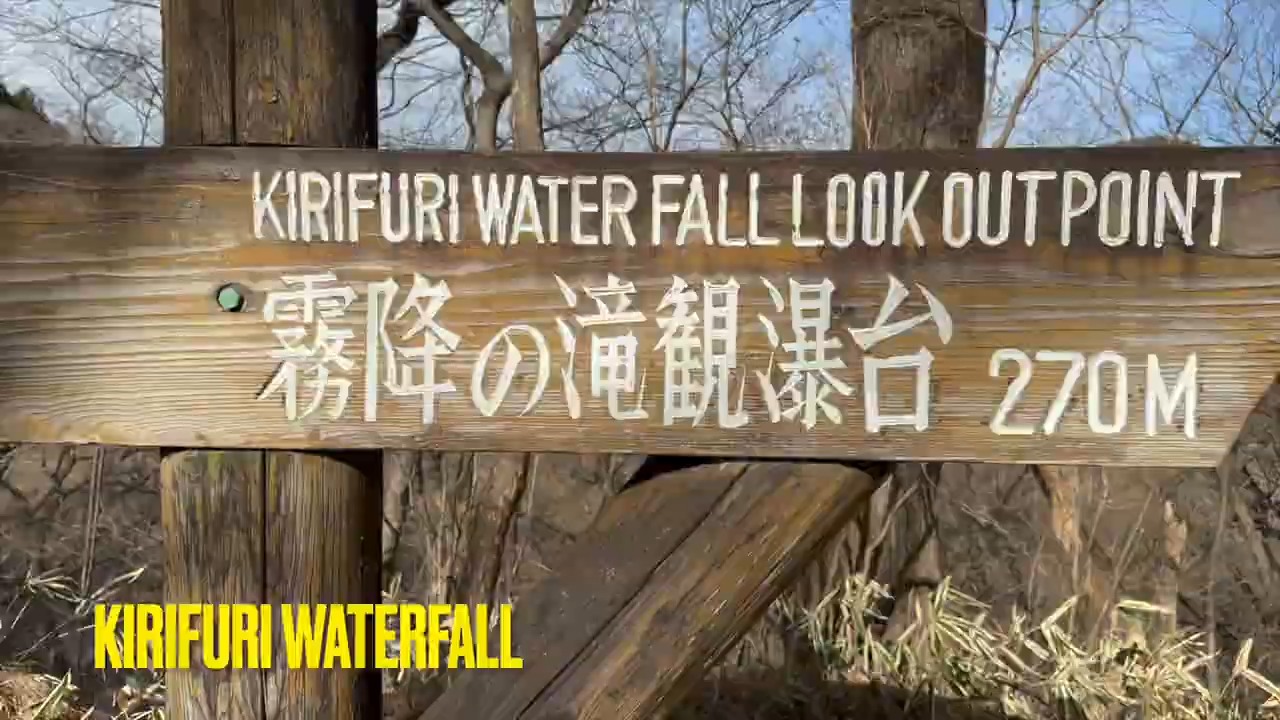 KIRIFURI WATER FALL LOOK OUT POINT
霧降の滝観瀑台 270M
KIRIFURI WATERFALL